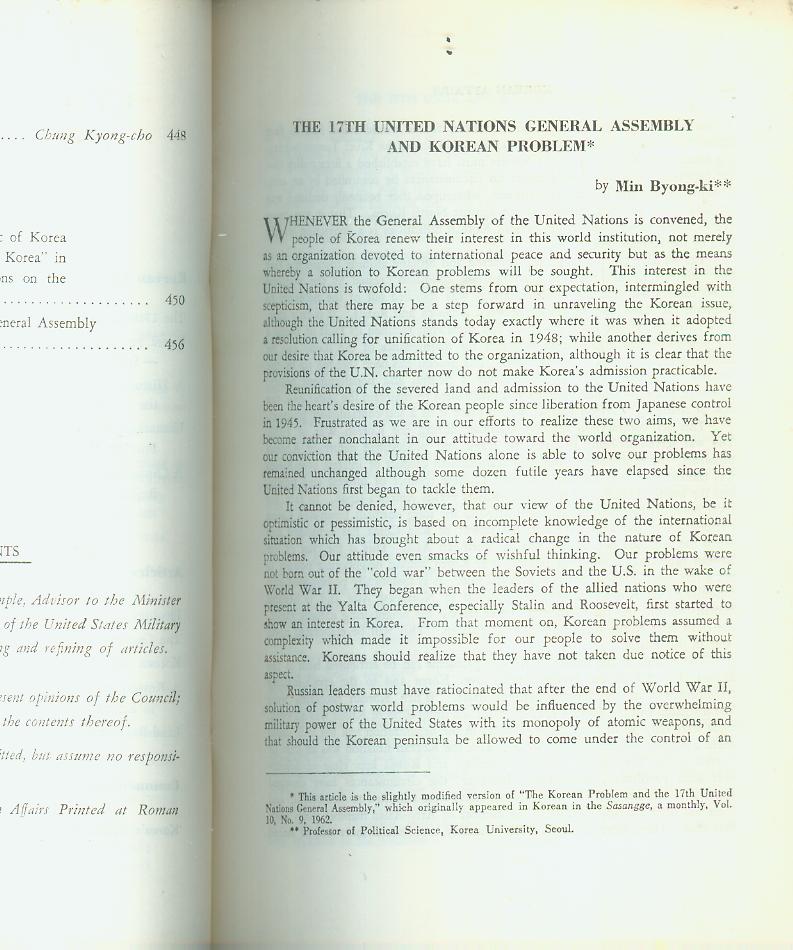 .... Chung Kyong-cho 448
of Korea
Korea" in
ns on the
..................... 450
eneral Assembly
..................... 456
NTS
mple, Advisor to the Minister
of the United States Military
g and refining of articles.
esent opinions of the Council;
the contents thereof.
itted, but assume no responsi-
Affairs Printed at Roman
THE 17TH UNITED NATIONS GENERAL ASSEMBLY
AND KOREAN PROBLEM*
by Min Byong-ki**
WHENEVER the General Assembly of the United Nations is convened, the
people of Korea renew their interest in this world institution, not merely
as an organization devoted to international peace and security but as the means
whereby a solution to Korean problems will be sought. This interest in the
United Nations is twofold: One stems from our expectation, intermingled with
scepticism, that there may be a step forward in unraveling the Korean issue,
although the United Nations stands today exactly where it was when it adopted
a resolution calling for unification of Korea in 1948; while another derives from
our desire that Korea be admitted to the organization, although it is clear that the
provisions of the U.N. charter now do not make Korea's admission practicable.
Reunification of the severed land and admission to the United Nations have
been the heart's desire of the Korean people since liberation from Japanese control
in 1945. Frustrated as we are in our efforts to realize these two aims, we have
become rather nonchalant in our attitude toward the world organization. Yet
our conviction that the United Nations alone is able to solve our problems has
remained unchanged although some dozen futile years have elapsed since the
United Nations first began to tackle them.
It cannot be denied, however, that our view of the United Nations, be it
optimistic or pessimistic, is based on incomplete knowledge of the international
situation which has brought about a radical change in the nature of Korean
problems. Our attitude even smacks of wishful thinking. Our problems were
not born out of the "cold war" between the Soviets and the U.S. in the wake of
World War II. They began when the leaders of the allied nations who were
present at the Yalta Conference, especially Stalin and Roosevelt, first started to
show an interest in Korea. From that moment on, Korean problems assumed a
complexity which made it impossible for our people to solve them without
assistance. Koreans should realize that they have not taken due notice of this
aspect.
Russian leaders must have ratiocinated that after the end of World War II,
solution of postwar world problems would be influenced by the overwhelming
military power of the United States with its monopoly of atomic weapons, and
that should the Korean peninsula be allowed to come under the control of an
* This article is the slightly modified version of "The Korean Problem and the 17th United
Nations General Assembly," which originally appeared in Korean in the Sasangge, a monthly, Vol.
10, No. 9, 1962.
** Professor of Political Science, Korea University, Seoul.